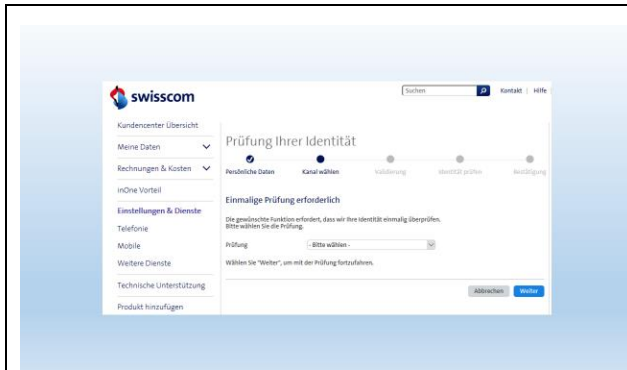 swisscom
Suchen
Kontakt | Hilfe
Kundencenter Übersicht
Meine Daten
Rechnungen & Kosten
inOne Vorteil
Einstellungen & Dienste
Telefonie
Mobile
Weitere Dienste
Technische Unterstützung
Produkt hinzufügen
Prüfung Ihrer Identität
Persönliche Daten
Kanal wählen
Validierung
Identität prüfen
Bestätigung
Einmalige Prüfung erforderlich
Die gewünschte Funktion erfordert, dass wir Ihre Identität einmalig überprüfen.
Bitte wählen Sie die Prüfung.
Prüfung
- Bitte wählen -
Wählen Sie "Weiter", um mit der Prüfung fortzufahren.
Abbrechen
Weiter